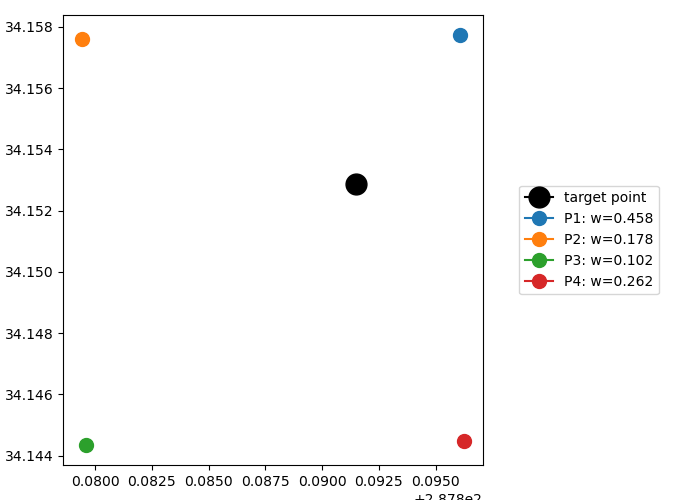 34.158
34.156
34.154
34.152
34.150
34.148
34.146
34.144
0.0800 0.0825 0.0850 0.0875 0.0900 0.0925 0.0950
+2.878e2
target point
P1: w=0.458
P2: w=0.178
P3: w=0.102
P4: w=0.262